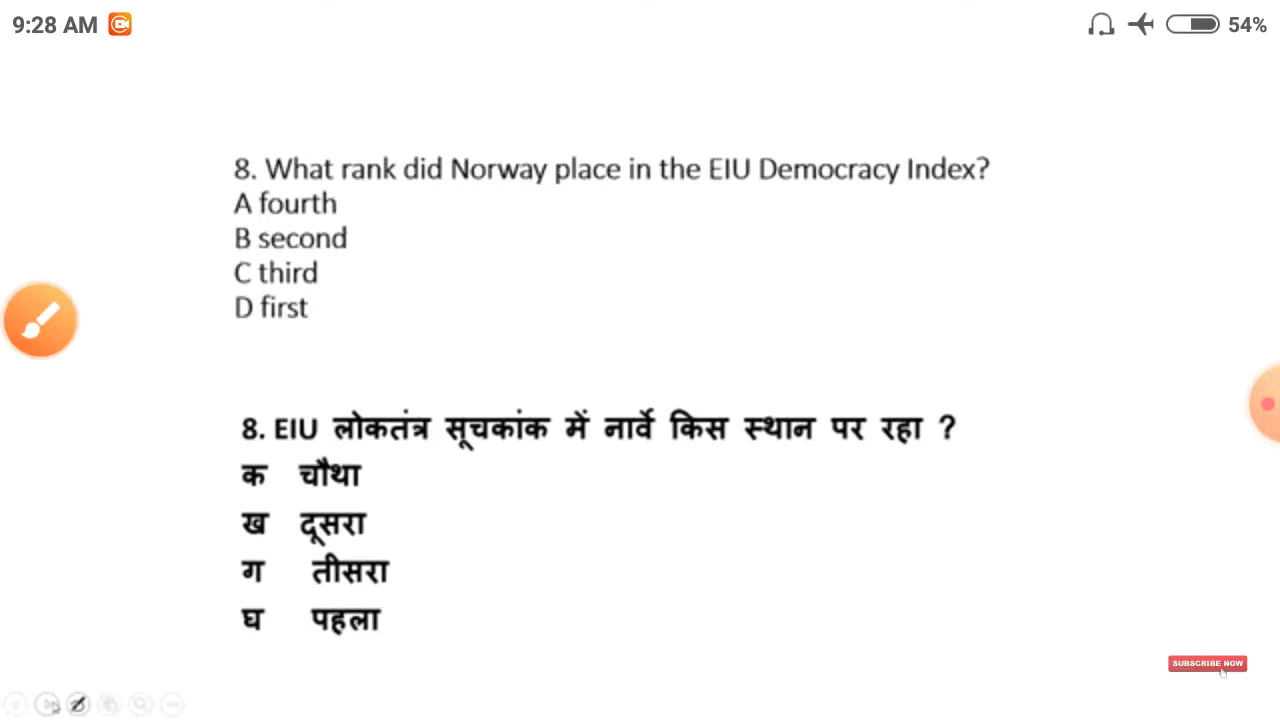 9:28 AM
54%
8. What rank did Norway place in the EIU Democracy Index?
A fourth
B second
C third
D first
8. EIU लोकतंत्र सूचकांक में नार्वे किस स्थान पर रहा ?
क चौथा
ख दूसरा
ग तीसरा
घ पहला
SUBSCRIBE NOW